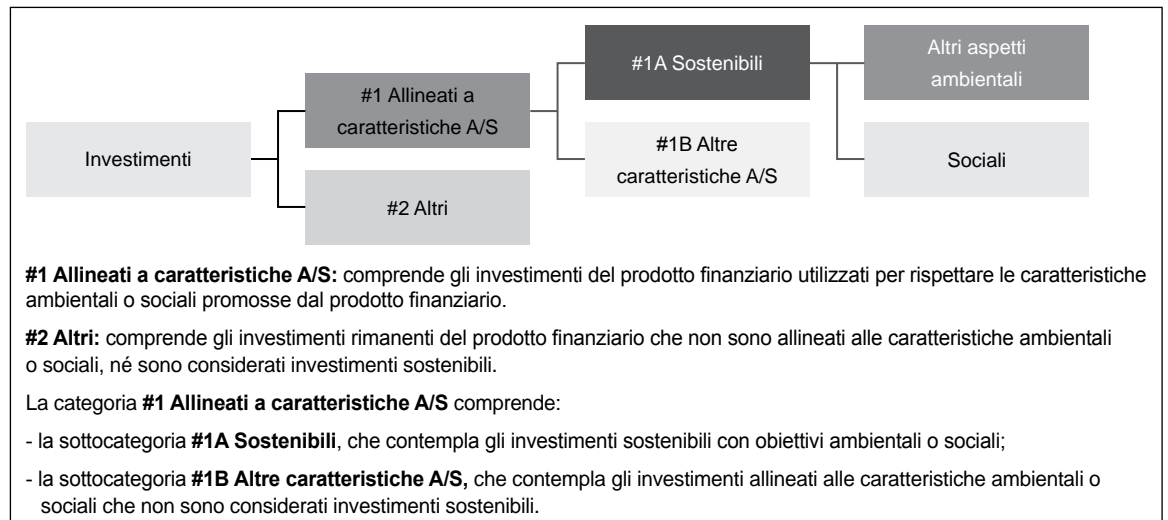 Investimenti
#1 Allineati a
caratteristiche A/S
#2 Altri
#1A Sostenibili
#1B Altre
caratteristiche A/S
Altri aspetti
ambientali
Sociali
#1 Allineati a caratteristiche A/S: comprende gli investimenti del prodotto finanziario utilizzati per rispettare le caratteristiche
ambientali o sociali promosse dal prodotto finanziario.
#2 Altri: comprende gli investimenti rimanenti del prodotto finanziario che non sono allineati alle caratteristiche ambientali
o sociali, né sono considerati investimenti sostenibili.
La categoria #1 Allineati a caratteristiche A/S comprende:
- la sottocategoria #1A Sostenibili, che contempla gli investimenti sostenibili con obiettivi ambientali o sociali;
- la sottocategoria #1B Altre caratteristiche A/S, che contempla gli investimenti allineati alle caratteristiche ambientali o
sociali che non sono considerati investimenti sostenibili.